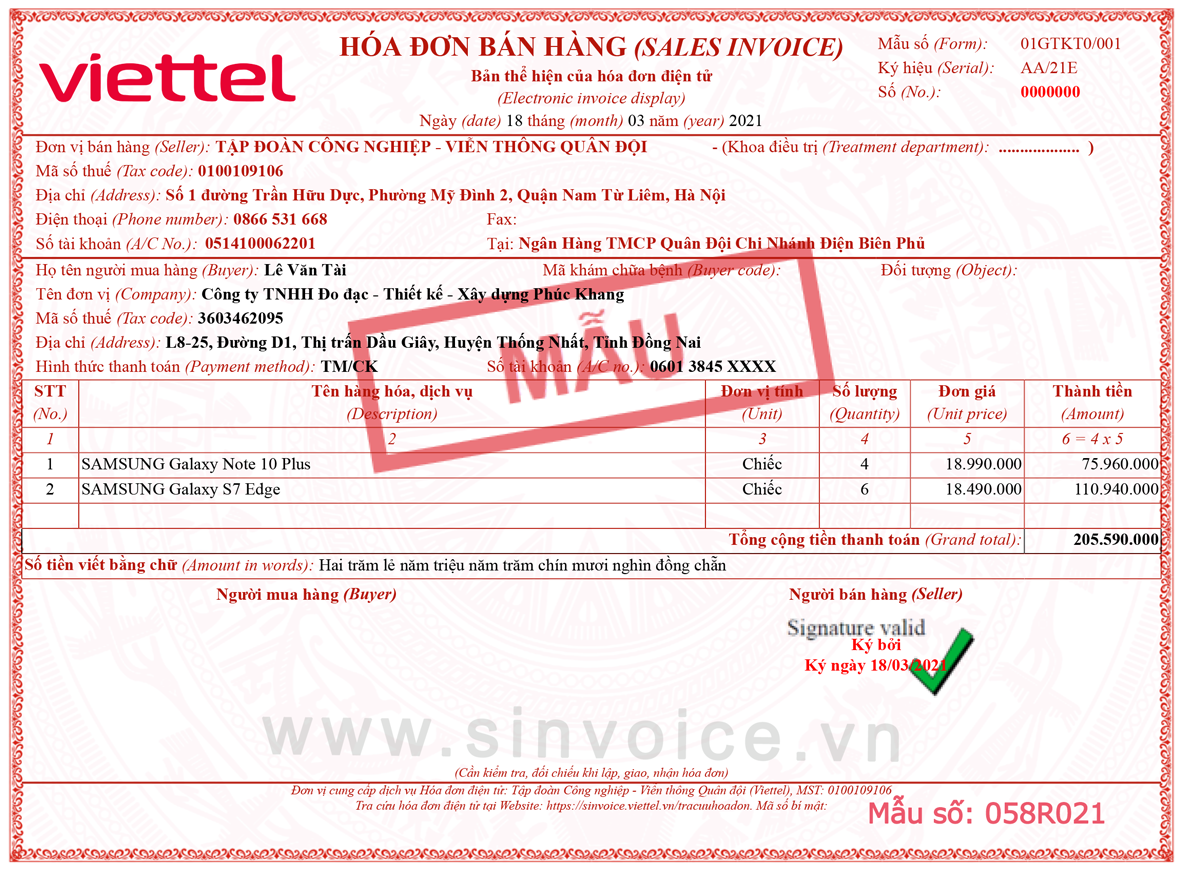 viettel
HÓA ĐƠN BÁN HÀNG (SALES INVOICE)
Bản thể hiện của hóa đơn điện tử
(Electronic invoice display)
Ngày (date) 18 tháng (month) 03 năm (year) 2021
Mẫu số (Form): 01GTKT0/001
Ký hiệu (Serial): AA/21E
Số (No.): 0000000
Đơn vị bán hàng (Seller): TẬP ĐOÀN CÔNG NGHIỆP - VIỄN THÔNG QUÂN ĐỘI - (Khoa điều trị (Treatment department): ................... )
Mã số thuế (Tax code): 0100109106
Địa chỉ (Address): Số 1 đường Trần Hữu Dực, Phường Mỹ Đình 2, Quận Nam Từ Liêm, Hà Nội
Điện thoại (Phone number): 0866 531 668 Fax:
Số tài khoản (A/C No.): 0514100062201 Tại: Ngân Hàng TMCP Quân Đội Chi Nhánh Điện Biên Phủ
Họ tên người mua hàng (Buyer): Lê Văn Tài Mã khám chữa bệnh (Buyer code): Đối tượng (Object):
Tên đơn vị (Company): Công ty TNHH Đo đạc - Thiết kế - Xây dựng Phúc Khang
Mã số thuế (Tax code): 3603462095
Địa chỉ (Address): L8-25, Đường D1, Thị trấn Dầu Giây, Huyện Thống Nhất, Tỉnh Đồng Nai
Hình thức thanh toán (Payment method): TM/CK Số tài khoản (A/C no.): 0601 3845 XXXX
MẪU
STT Tên hàng hóa, dịch vụ Đơn vị tính Số lượng Đơn giá Thành tiền
(No.) (Description) (Unit) (Quantity) (Unit price) (Amount)
1 2 3 4 5 6 = 4 x 5
1 SAMSUNG Galaxy Note 10 Plus Chiếc 4 18.990.000 75.960.000
2 SAMSUNG Galaxy S7 Edge Chiếc 6 18.490.000 110.940.000
Tổng cộng tiền thanh toán (Grand total): 205.590.000
Số tiền viết bằng chữ (Amount in words): Hai trăm lẻ năm triệu năm trăm chín mươi nghìn đồng chẵn
Người mua hàng (Buyer) Người bán hàng (Seller)
Signature valid
Ký bởi
Ký ngày 18/03/2021
www.sinvoice.vn
(Cần kiểm tra, đối chiếu khi lập, giao, nhận hóa đơn)
Đơn vị cung cấp dịch vụ Hóa đơn điện tử: Tập đoàn Công nghiệp - Viễn thông Quân đội (Viettel), MST: 0100109106
Tra cứu hóa đơn điện tử tại Website: https://sinvoice.viettel.vn/tracuuhoadon. Mã số bí mật:
Mẫu số: 058R021